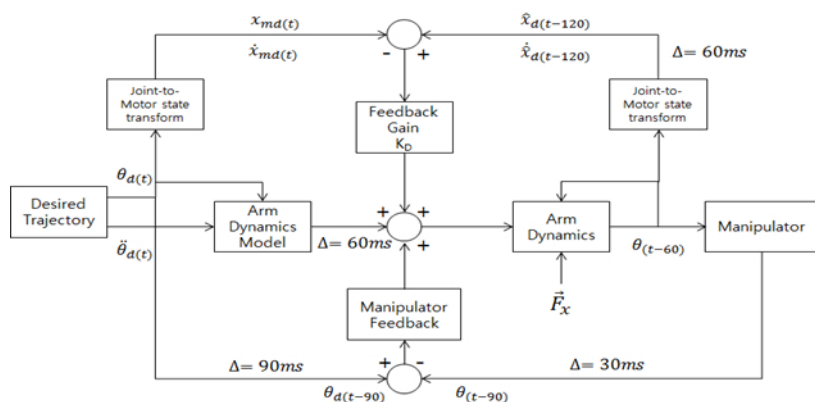 x_md(t)
ẋ_md(t)
-
+
x̂_d(t−120)
ẋ̂_d(t−120)
Δ= 60ms
Joint-to-
Motor state
transform
Feedback
Gain
K_D
Joint-to-
Motor state
transform
Desired
Trajectory
θ_d(t)
θ̈_d(t)
Arm
Dynamics
Model
Δ= 60ms
+
+
+
Arm
Dynamics
θ_(t−60)
Manipulator
F⃗_x
Manipulator
Feedback
Δ= 90ms
+
-
Δ= 30ms
θ_d(t−90)
θ_(t−90)